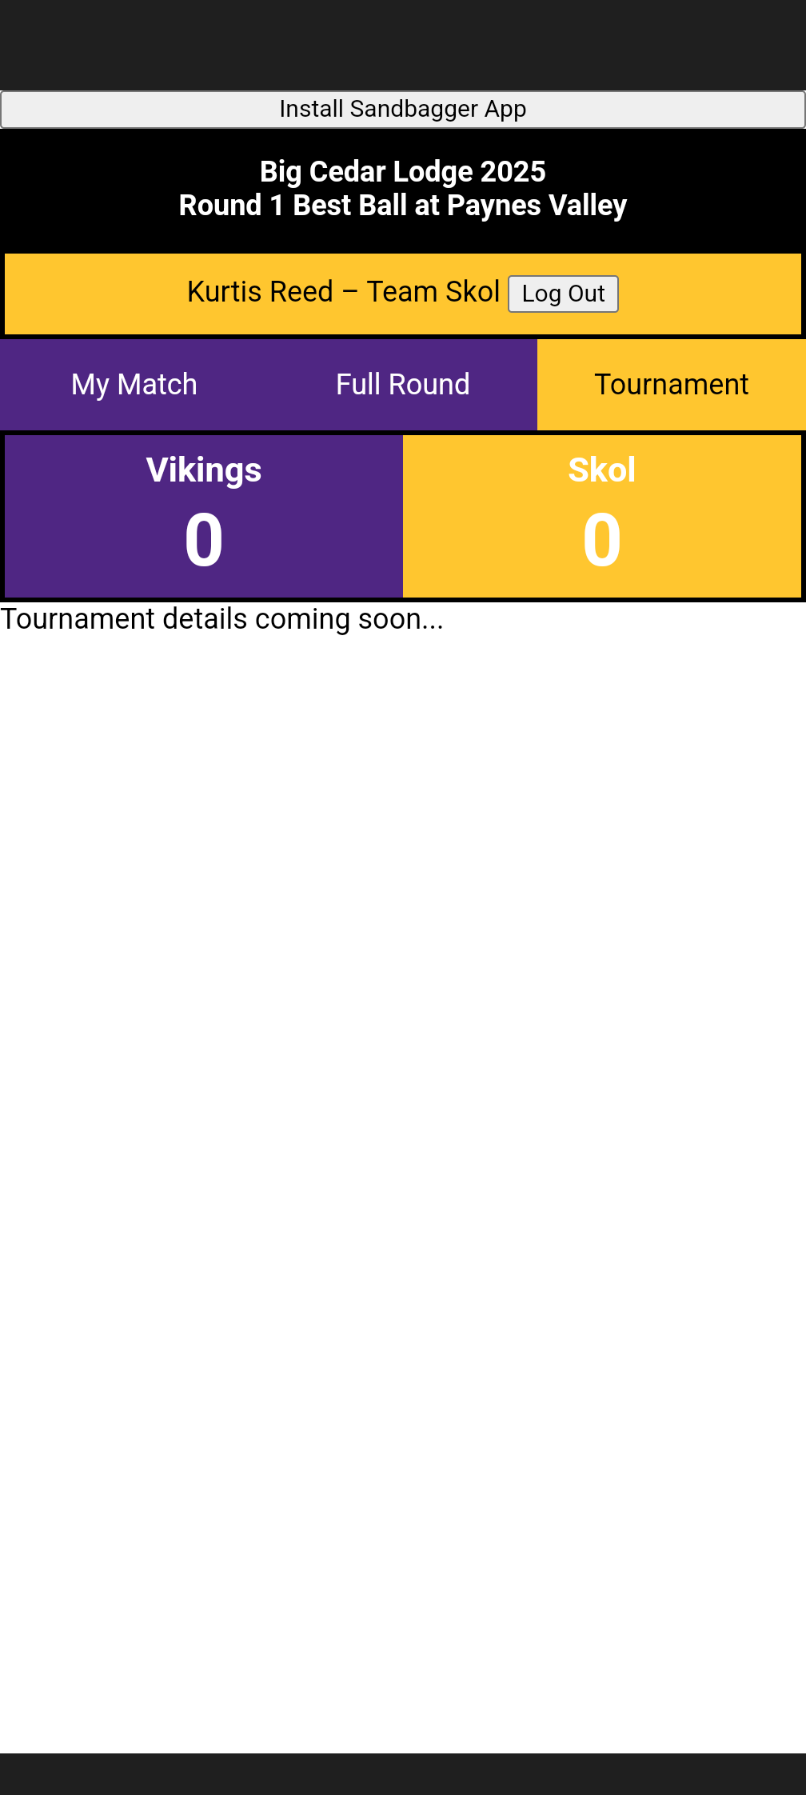 Install Sandbagger App
Big Cedar Lodge 2025
Round 1 Best Ball at Paynes Valley
Kurtis Reed – Team Skol Log Out
My Match Full Round Tournament
Vikings Skol
0 0
Tournament details coming soon...